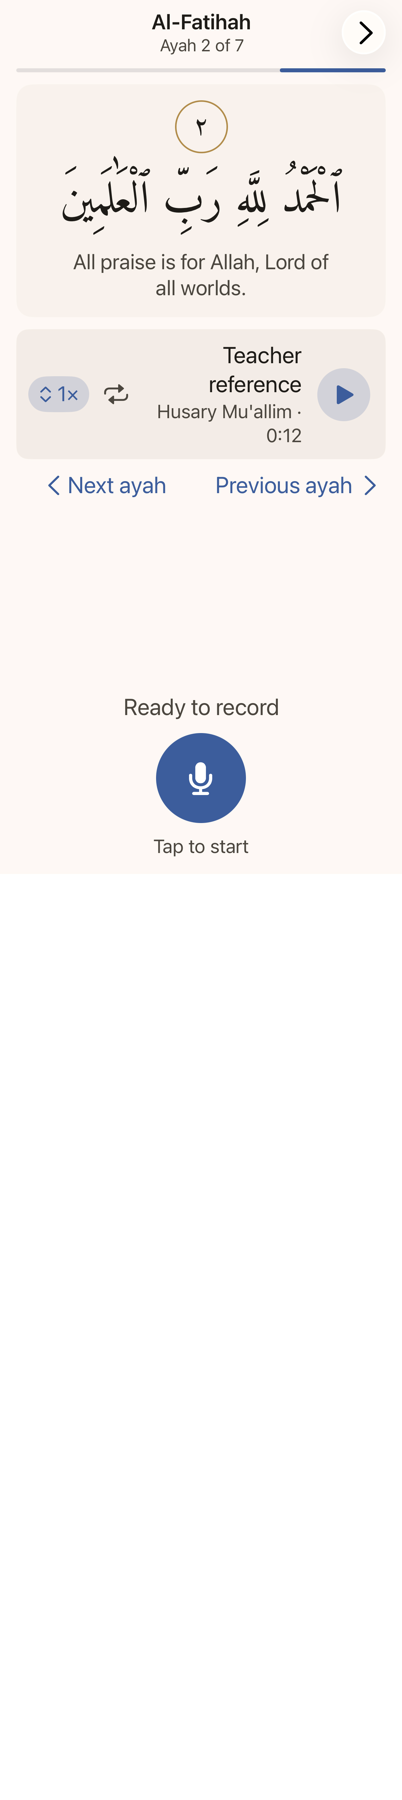 Al-Fatihah
Ayah 2 of 7
٢
ٱلْحَمْدُ لِلَّهِ رَبِّ ٱلْعَٰلَمِينَ
All praise is for Allah, Lord of
all worlds.
Teacher
reference
Husary Mu'allim ·
0:12
1×
Previous ayah
Next ayah
Ready to record
Tap to start